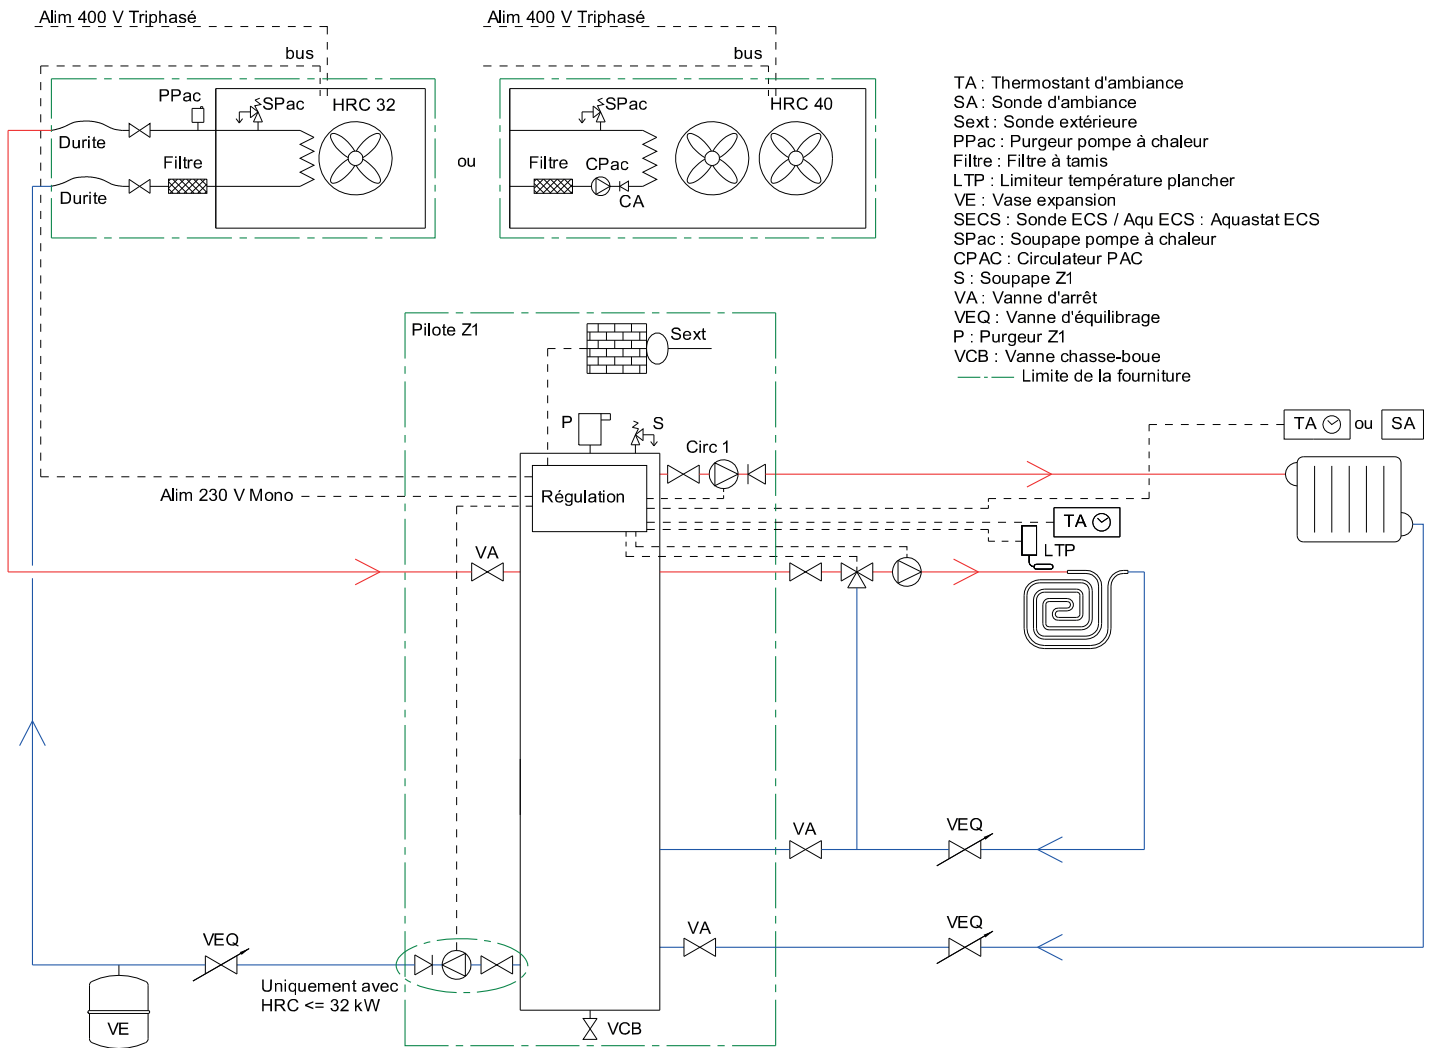 Alim 400 V Triphasé
Alim 400 V Triphasé
bus
bus
PPac
SPac
HRC 32
Durite
Filtre
Durite
ou
SPac
HRC 40
Filtre
CPac
CA
TA : Thermostant d'ambiance
SA : Sonde d'ambiance
Sext : Sonde extérieure
PPac : Purgeur pompe à chaleur
Filtre : Filtre à tamis
LTP : Limiteur température plancher
VE : Vase expansion
SECS : Sonde ECS / Aqu ECS : Aquastat ECS
SPac : Soupape pompe à chaleur
CPAC : Circulateur PAC
S : Soupape Z1
VA : Vanne d'arrêt
VEQ : Vanne d'équilibrage
P : Purgeur Z1
VCB : Vanne chasse-boue
Limite de la fourniture
Pilote Z1
Sext
P
S
Circ 1
TA ou SA
Alim 230 V Mono
Régulation
TA
LTP
VA
VA
VEQ
VA
VEQ
VEQ
Uniquement avec
HRC <= 32 kW
VE
VCB